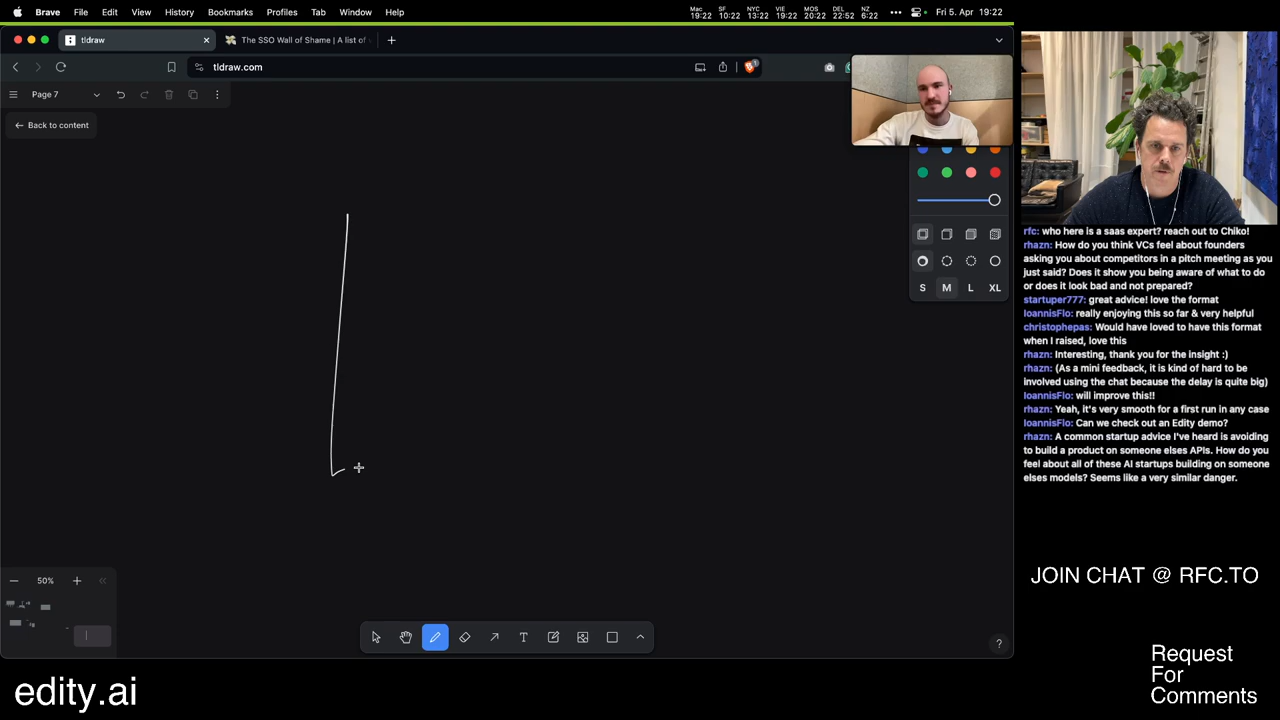 Brave File Edit View History Bookmarks Profiles Tab Window Help
Mac SF NYC VIE MOS DEL NZ
19:22 10:22 13:22 19:22 20:22 22:52 6:22
Fri 5. Apr 19:22
tldraw
The SSO Wall of Shame | A list of
tldraw.com
Page 7
Back to content
S M L XL
50%
T
?
rfc: who here is a saas expert? reach out to Chiko!
rhazn: How do you think VCs feel about founders
asking you about competitors in a pitch meeting as you
just said? Does it show you being aware of what to do
or does it look bad and not prepared?
startuper777: great advice! love the format
IoannisFlo: really enjoying this so far & very helpful
christophepas: Would have loved to have this format
when I raised, love this
rhazn: Interesting, thank you for the insight :)
rhazn: (As a mini feedback, it is kind of hard to be
involved using the chat because the delay is quite big)
IoannisFlo: will improve this!!
rhazn: Yeah, it's very smooth for a first run in any case
IoannisFlo: Can we check out an Edity demo?
rhazn: A common startup advice I've heard is avoiding
to build a product on someone elses APIs. How do you
feel about all of these AI startups building on someone
elses models? Seems like a very similar danger.
JOIN CHAT @ RFC.TO
Request
For
Comments
edity.ai